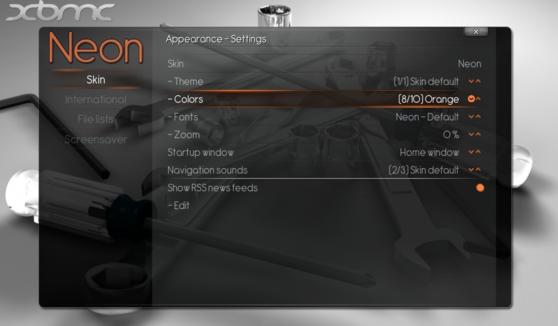 xbmc
Neon
Appearance - Settings
x
Skin
International
File lists
Screensaver
Skin Neon
- Theme (1/1) Skin default
- Colors (8/10) Orange
- Fonts Neon - Default
- Zoom 0 %
Startup window Home window
Navigation sounds (2/3) Skin default
Show RSS news feeds
- Edit